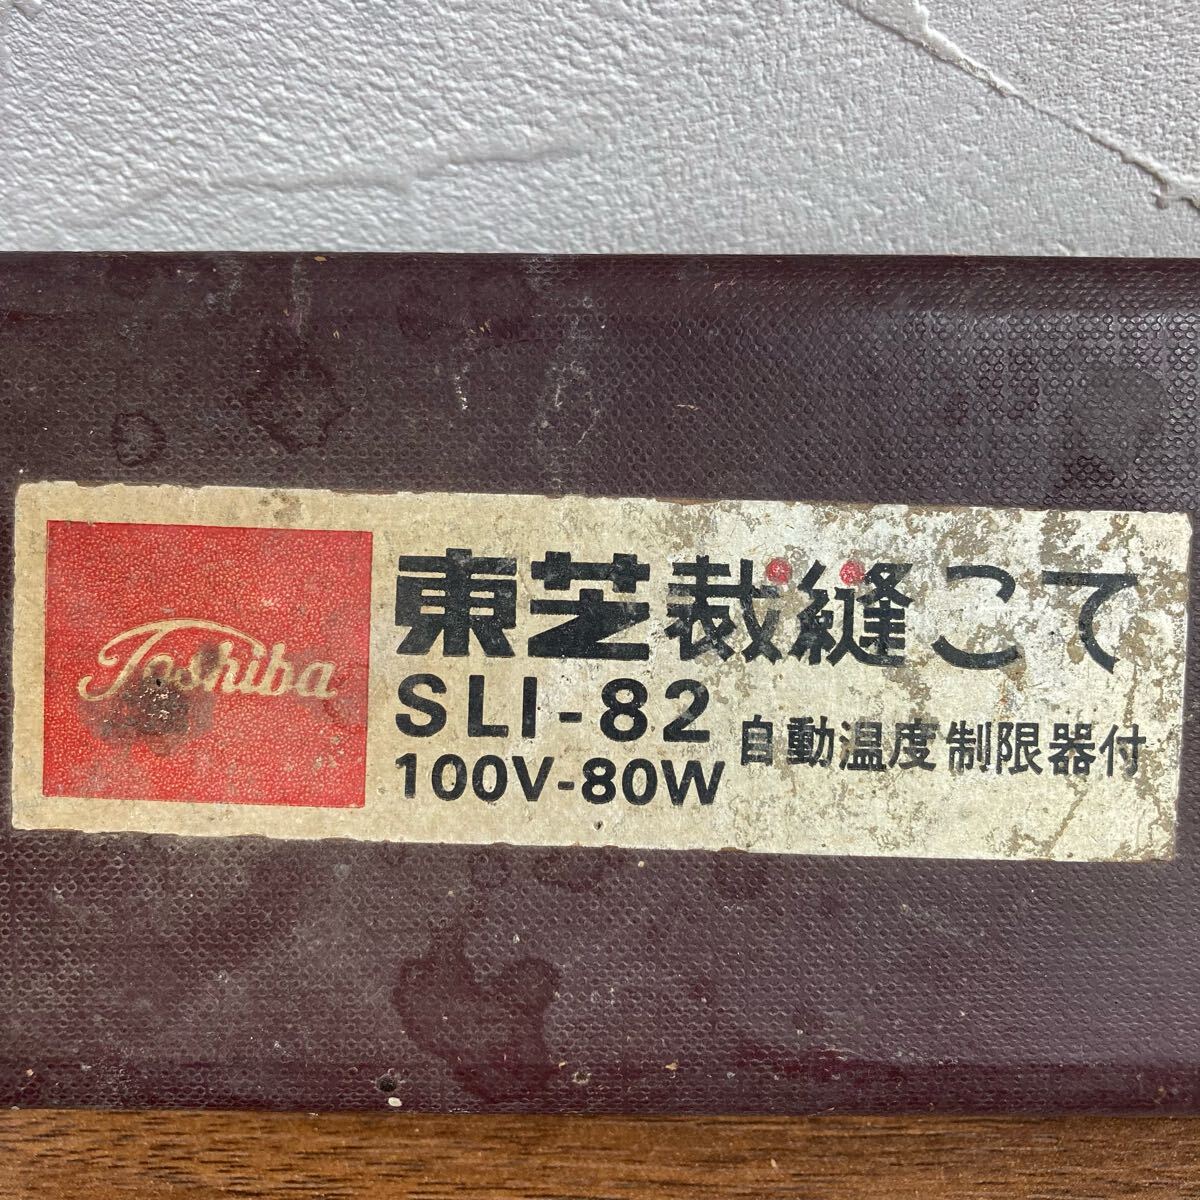 Toshiba
東芝裁縫こて
SLI-82
100V-80W
自動温度制限器付